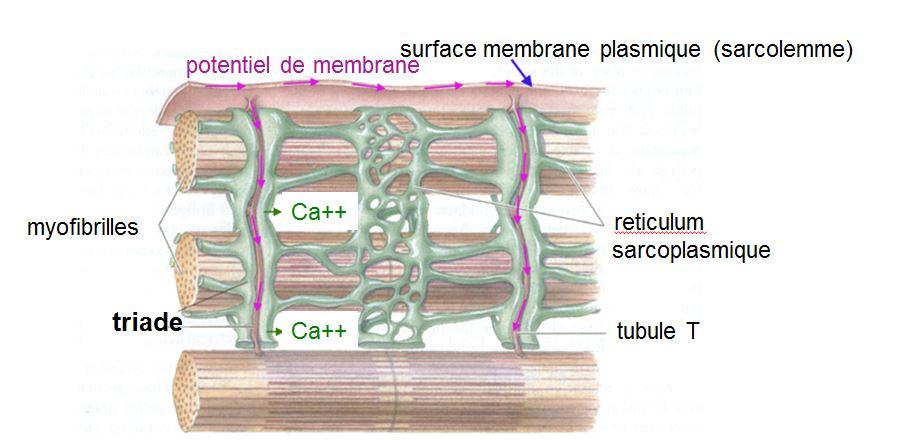 surface membrane plasmique (sarcolemme)
potentiel de membrane
Ca++
myofibrilles
reticulum
sarcoplasmique
triade
Ca++
tubule T